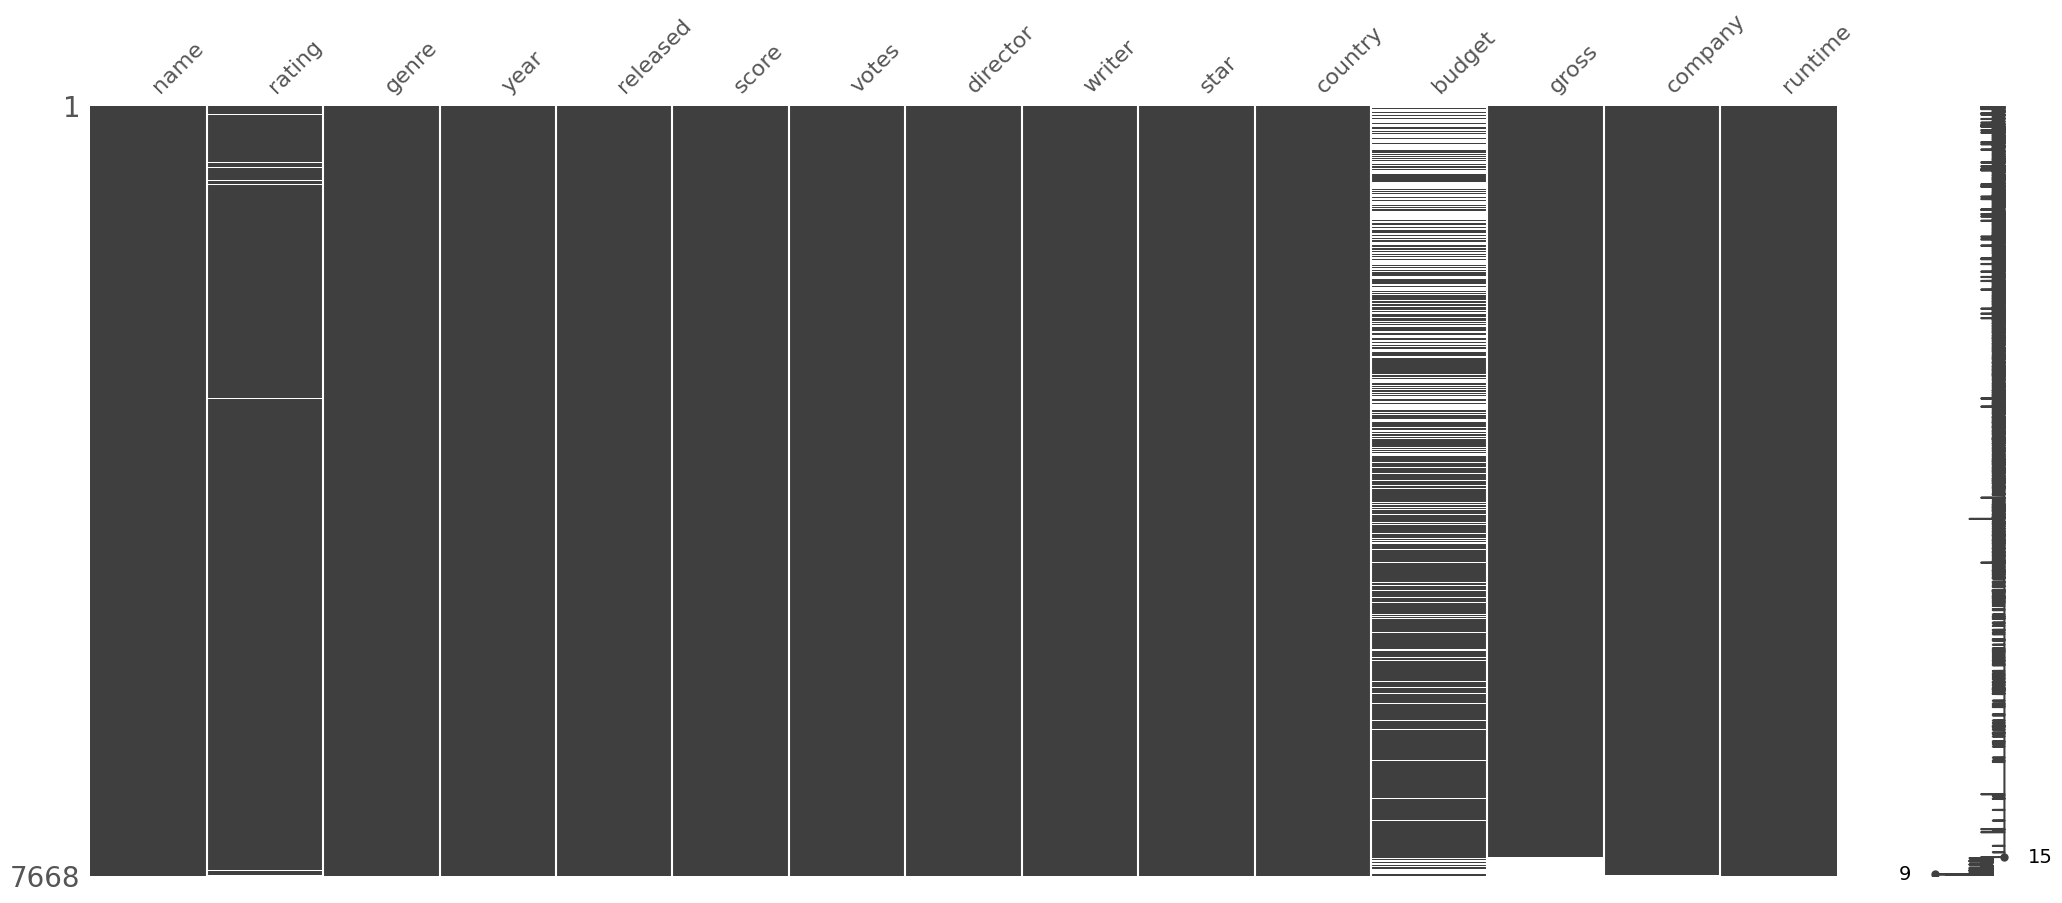 name
rating
genre
year
released
score
votes
director
writer
star
country
budget
gross
company
runtime
1
15
9
7668